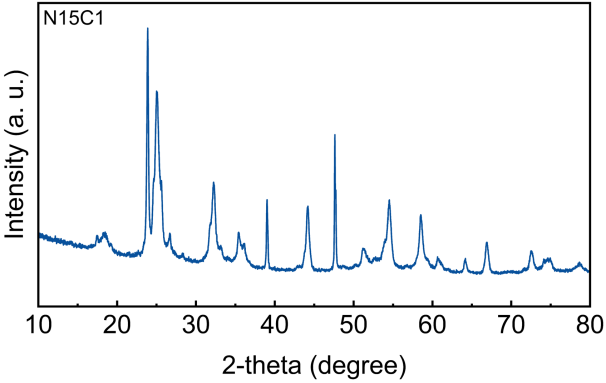 N15C1
Intensity (a. u.)
10 20 30 40 50 60 70 80
2-theta (degree)